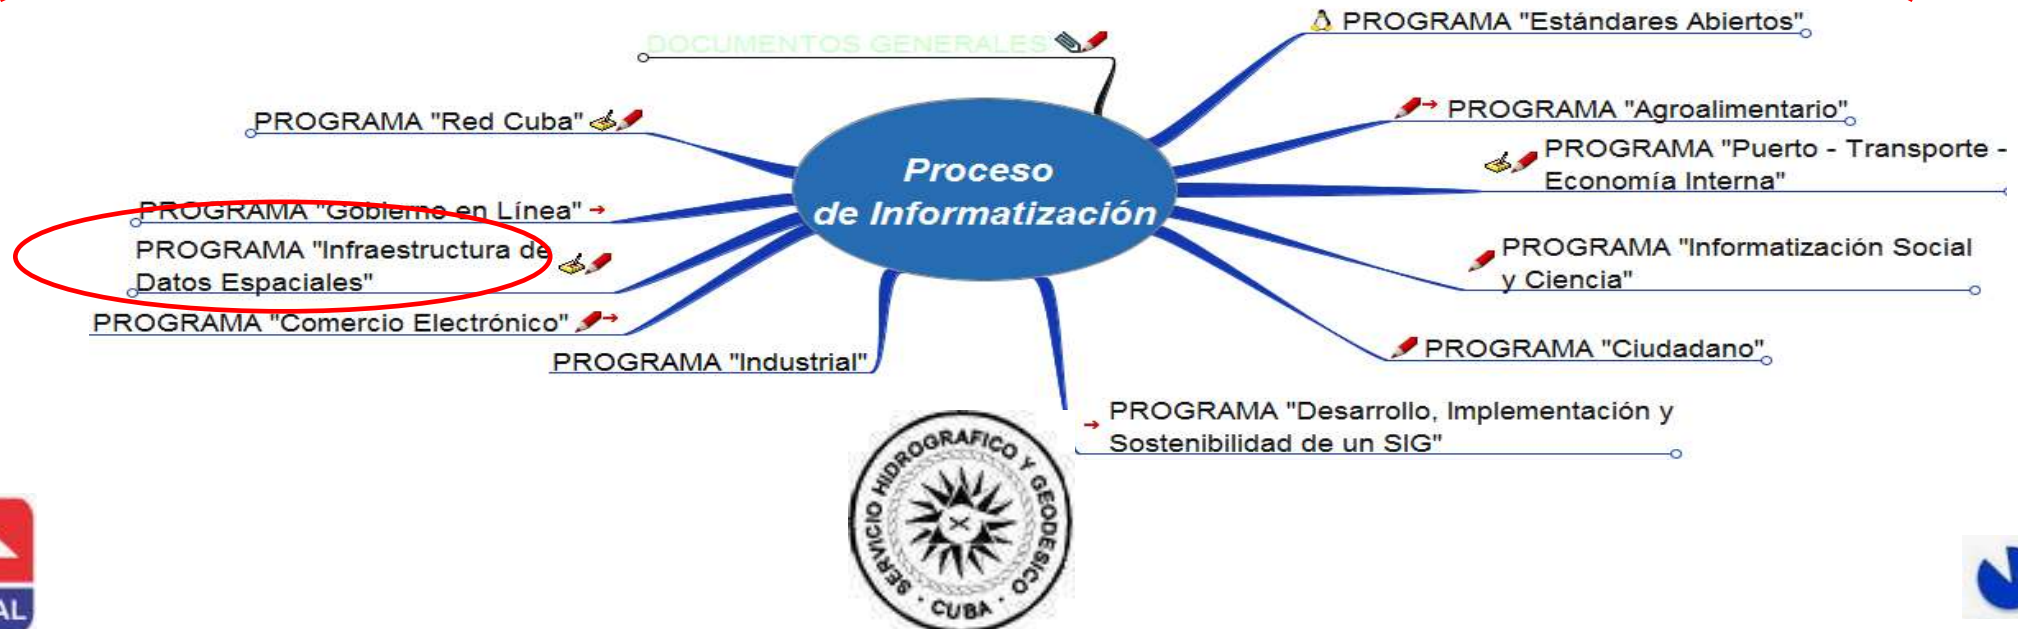 DOCUMENTOS GENERALES
PROGRAMA "Estándares Abiertos"
PROGRAMA "Red Cuba"
PROGRAMA "Agroalimentario"
PROGRAMA "Puerto - Transporte -
Economía Interna"
Proceso
de Informatización
PROGRAMA "Gobierno en Línea"
PROGRAMA "Infraestructura de
Datos Espaciales"
PROGRAMA "Informatización Social
y Ciencia"
PROGRAMA "Comercio Electrónico"
PROGRAMA "Industrial"
PROGRAMA "Ciudadano"
PROGRAMA "Desarrollo, Implementación y
Sostenibilidad de un SIG"
SERVICIO HIDROGRAFICO Y GEODESICO
· CUBA ·
AL